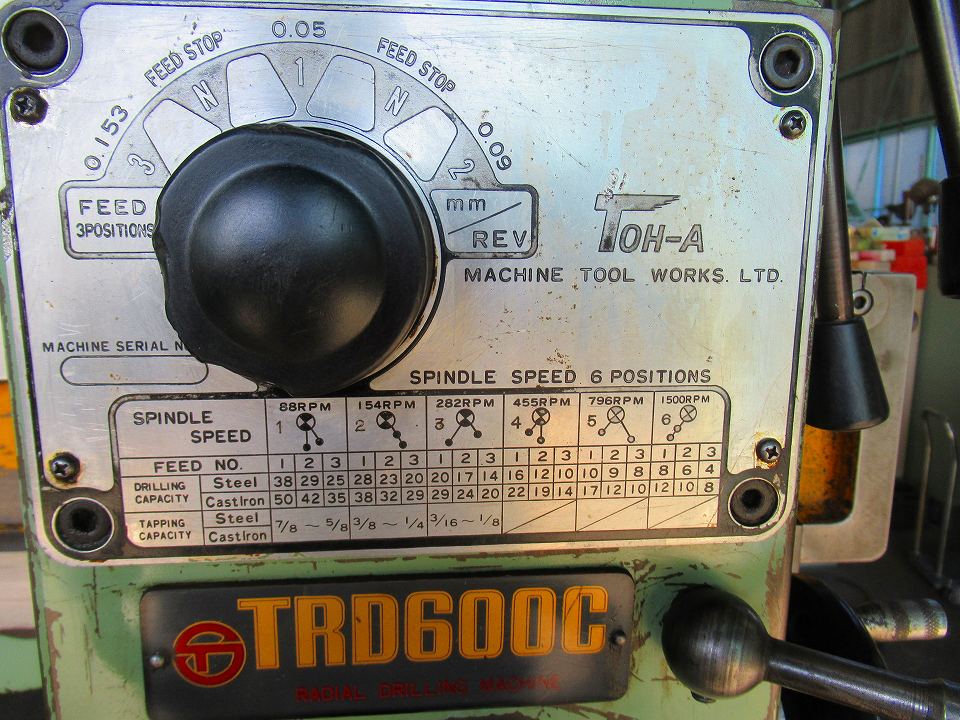 0.05
FEED STOP
FEED STOP
0.153
0.09
3
N
1
N
2
FEED
3POSITIONS
mm
/REV
TOH-A
MACHINE TOOL WORKS. LTD.
MACHINE SERIAL
SPINDLE SPEED 6 POSITIONS
SPINDLE SPEED
88RPM 154RPM 282RPM 455RPM 796RPM 1500RPM
1 2 3 4 5 6
FEED NO. 1 2 3 1 2 3 1 2 3 1 2 3 1 2 3 1 2 3
DRILLING CAPACITY
Steel 38 29 25 28 23 20 20 17 14 16 12 10 10 9 8 8 6 4
CastIron 50 42 35 38 32 29 29 24 20 22 19 14 17 12 10 12 10 8
TAPPING CAPACITY
Steel
CastIron
7/8 ~ 5/8 3/8 ~ 1/4 3/16 ~ 1/8
TRD600C
RADIAL DRILLING MACHINE